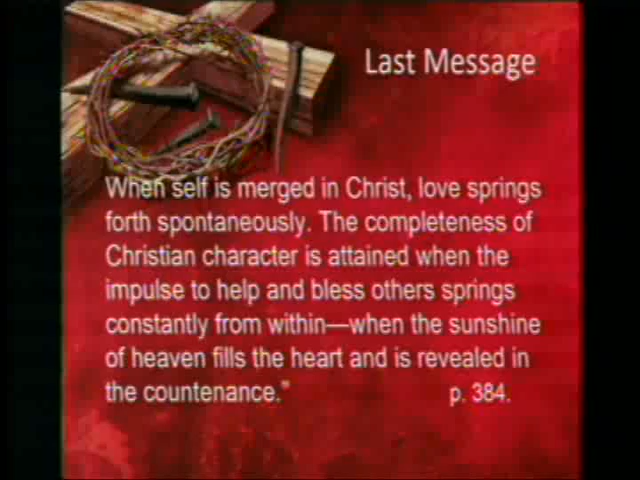 Last Message
When self is merged in Christ, love springs
forth spontaneously. The completeness of
Christian character is attained when the
impulse to help and bless others springs
constantly from within—when the sunshine
of heaven fills the heart and is revealed in
the countenance.” p. 384.